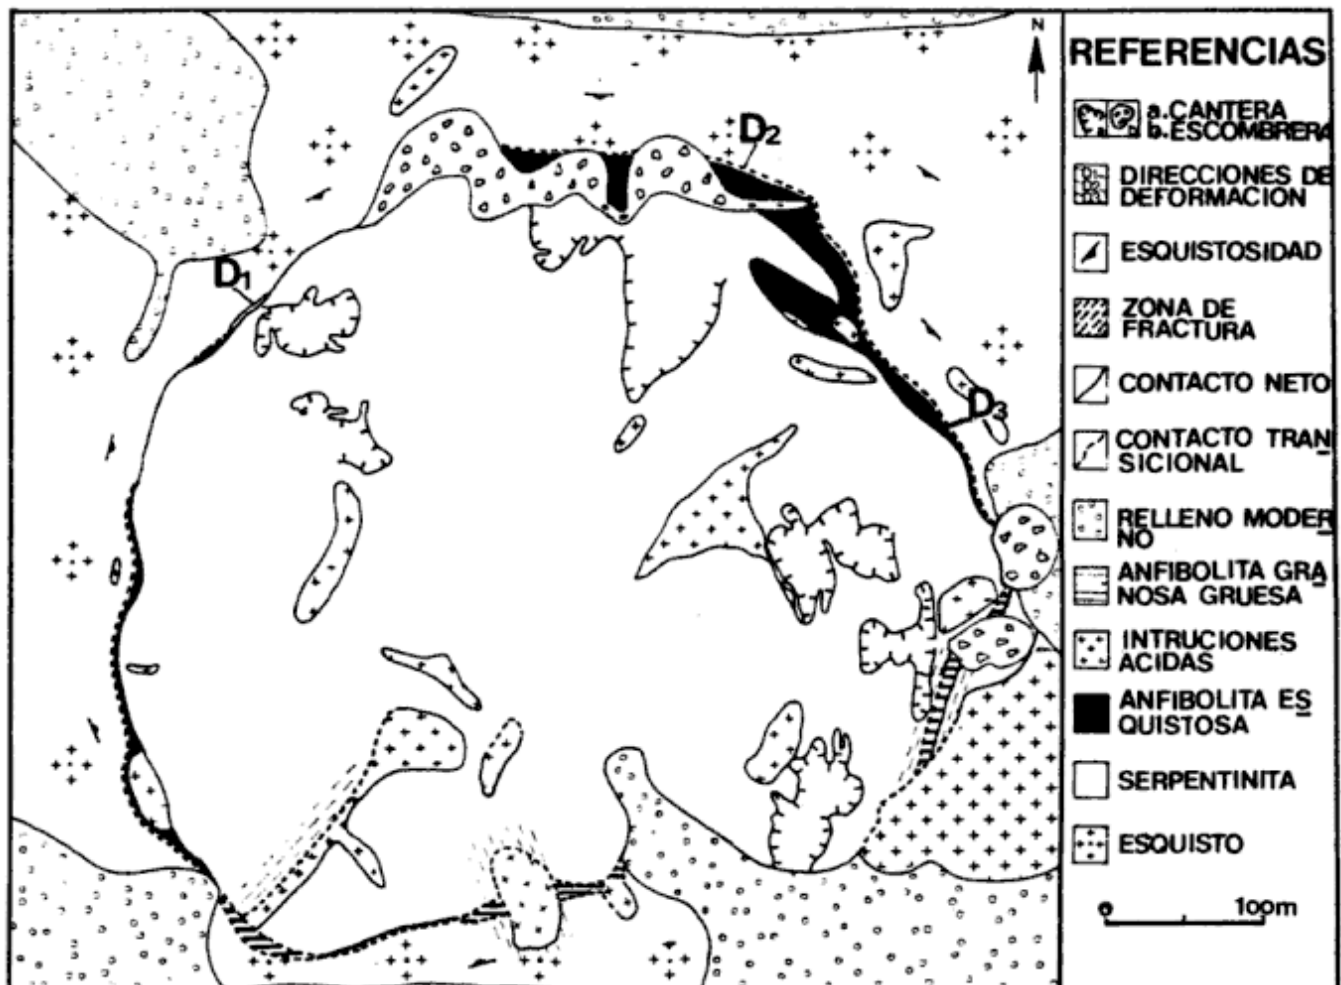 N
D2
D1
D3
REFERENCIAS
a. CANTERA
b. ESCOMBRERA
DIRECCIONES DE
DEFORMACION
ESQUISTOSIDAD
ZONA DE
FRACTURA
CONTACTO NETO
CONTACTO TRAN
SICIONAL
RELLENO MODER
NO
ANFIBOLITA GRA
NOSA GRUESA
INTRUCIONES
ACIDAS
ANFIBOLITA ES
QUISTOSA
SERPENTINITA
ESQUISTO
0 100m